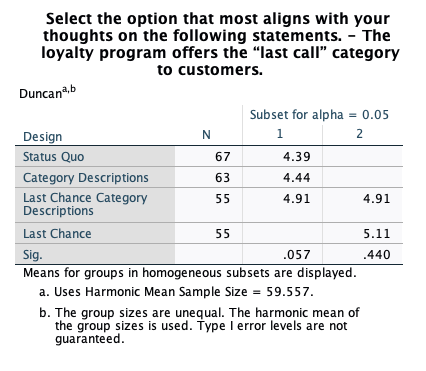 Select the option that most aligns with your
thoughts on the following statements. – The
loyalty program offers the “last call” category
to customers.
Duncana,b
Subset for alpha = 0.05
Design N 1 2
Status Quo 67 4.39
Category Descriptions 63 4.44
Last Chance Category 55 4.91 4.91
Descriptions
Last Chance 55 5.11
Sig. .057 .440
Means for groups in homogeneous subsets are displayed.
a. Uses Harmonic Mean Sample Size = 59.557.
b. The group sizes are unequal. The harmonic mean of
the group sizes is used. Type I error levels are not
guaranteed.